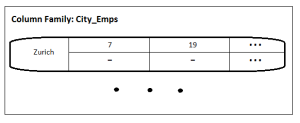 Column Family: City_Emps
Zurich 7 19 ...
- - ...
. . .